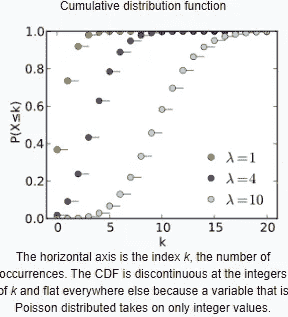 Cumulative distribution function
1.0
0.8
0.6
0.4
0.2
0.0
P(X≤k)
λ=1
λ=4
λ=10
0 5 10 15 20
k
The horizontal axis is the index k, the number of
occurrences. The CDF is discontinuous at the integers
of k and flat everywhere else because a variable that is
Poisson distributed takes on only integer values.